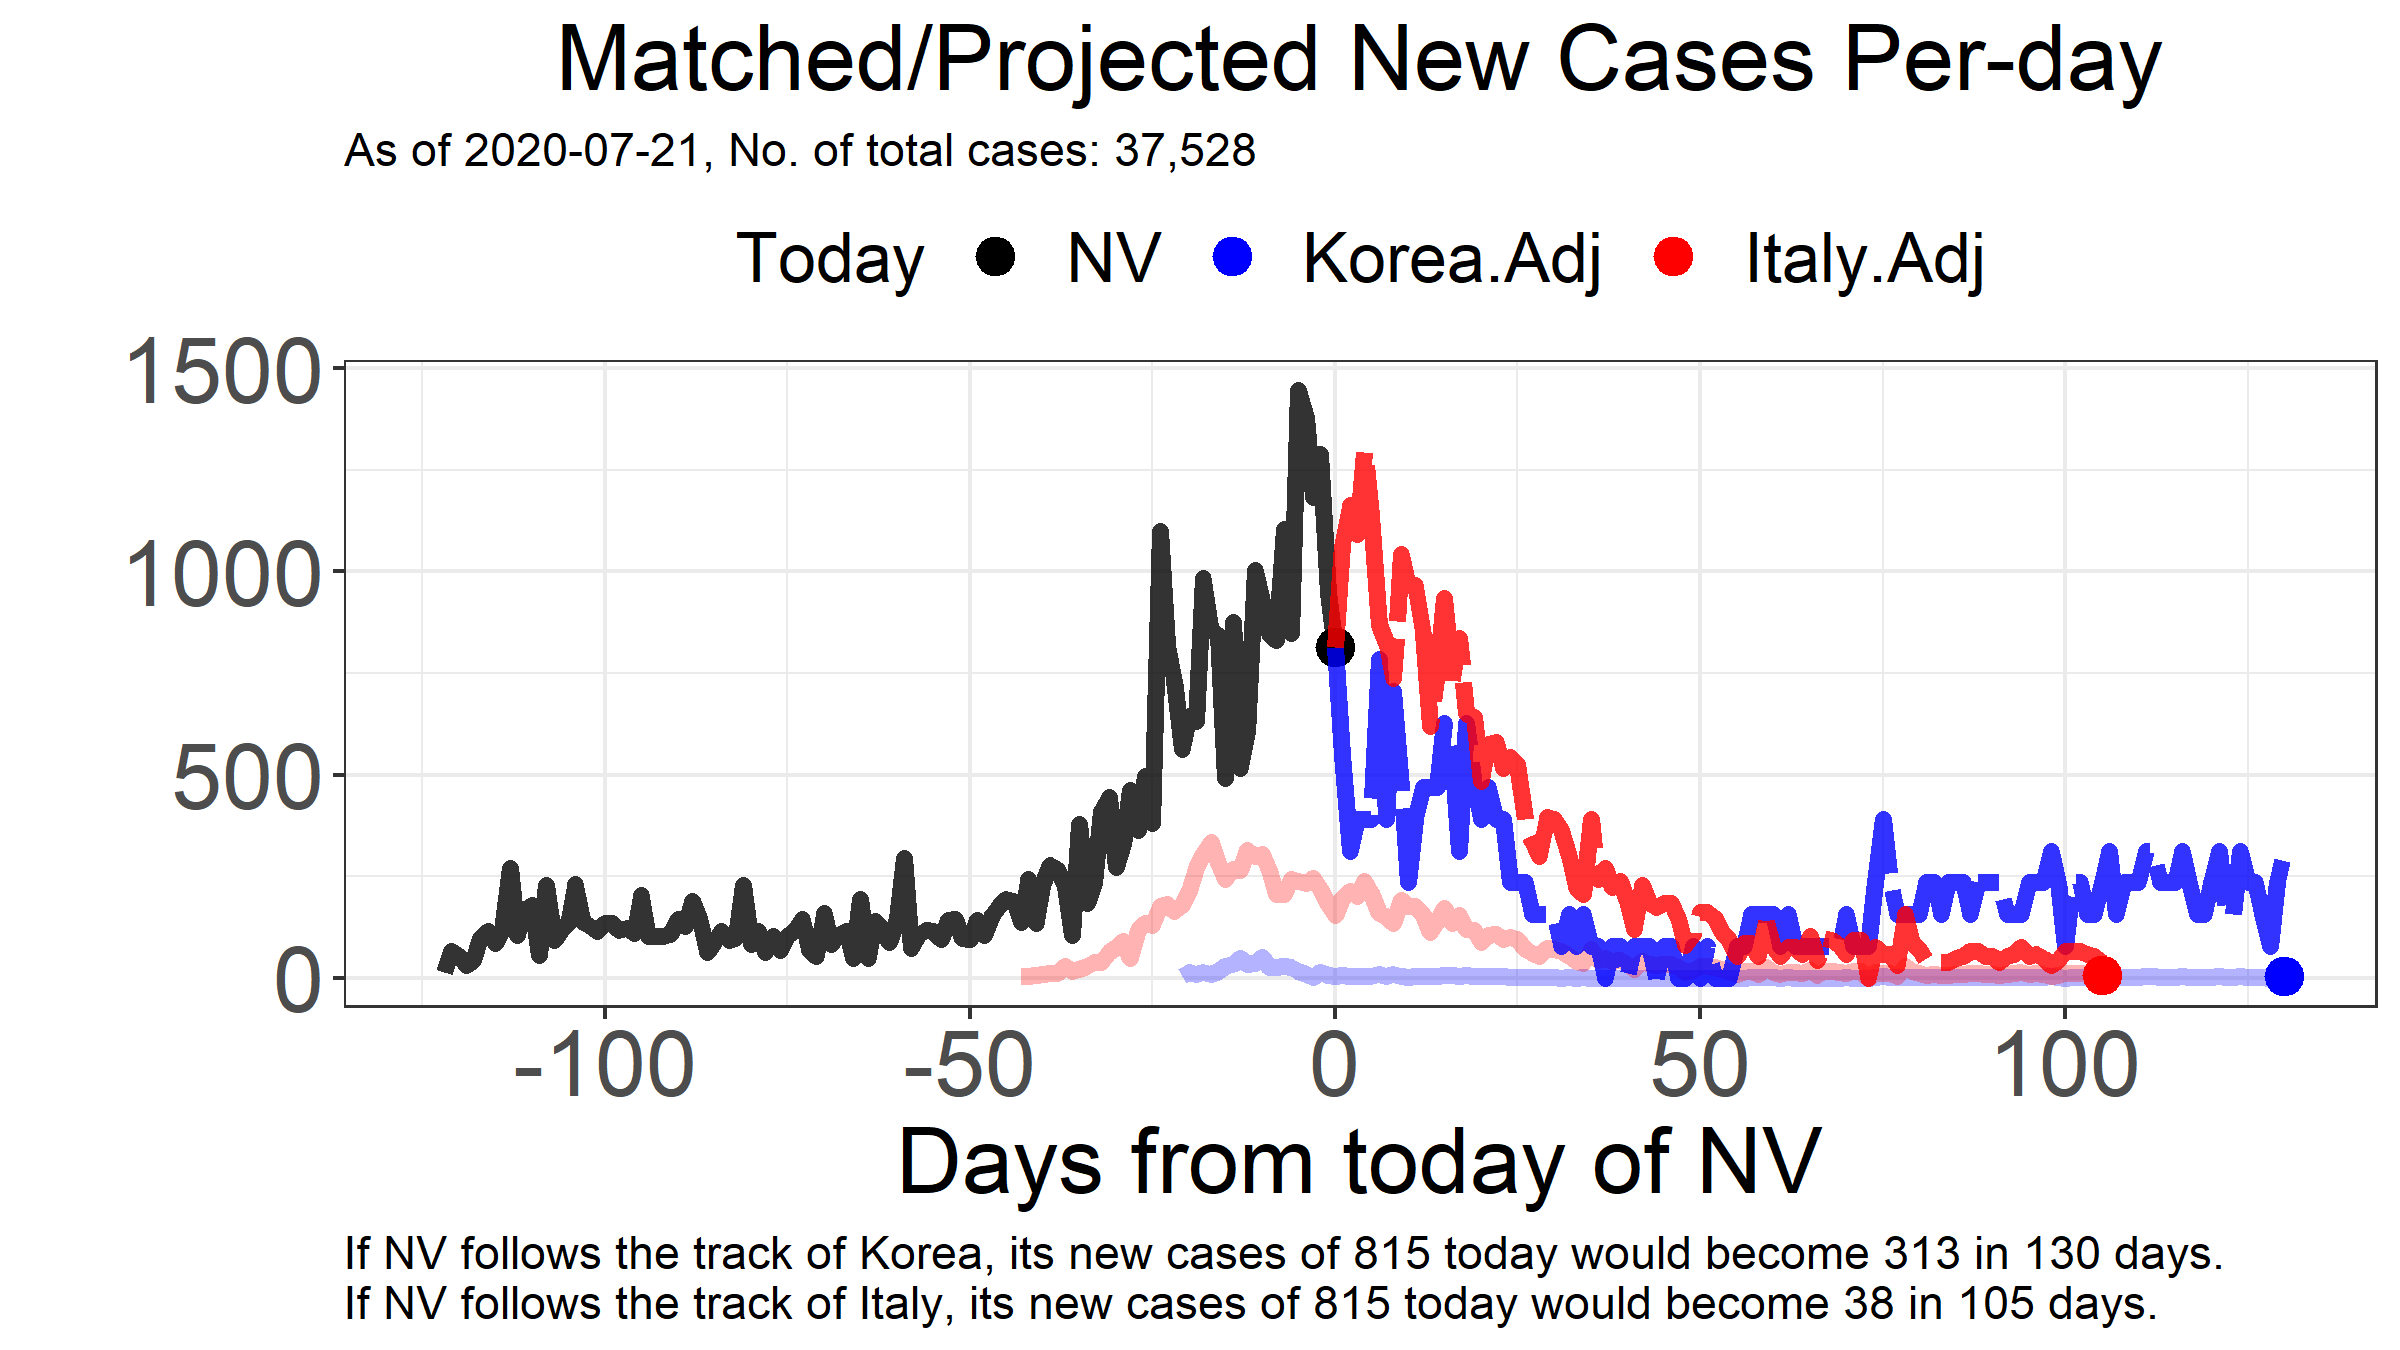 Matched/Projected New Cases Per-day
As of 2020-07-21, No. of total cases: 37,528
Today NV Korea.Adj Italy.Adj
1500
1000
500
0
-100 -50 0 50 100
Days from today of NV
If NV follows the track of Korea, its new cases of 815 today would become 313 in 130 days.
If NV follows the track of Italy, its new cases of 815 today would become 38 in 105 days.